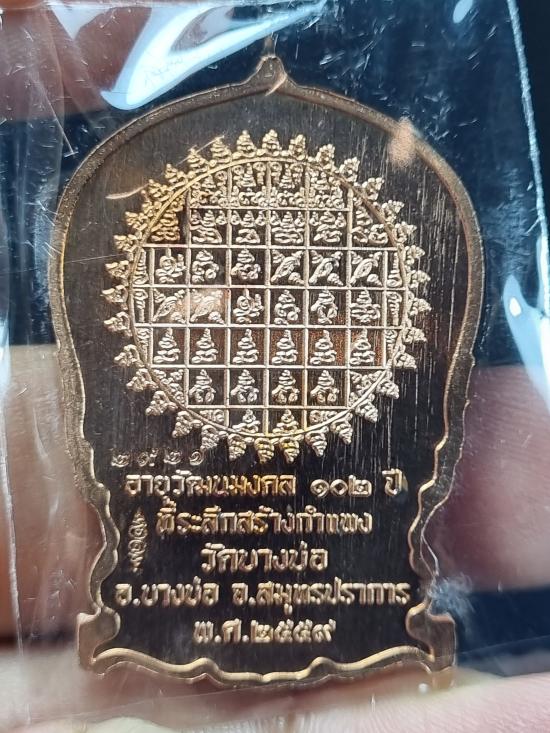 ๒๙๒๑
อายุวัฒนมงคล ๑๐๒ ปี
ที่ระลึกสร้างกำแพง
วัดบางบ่อ
อ.บางบ่อ จ.สมุทรปราการ
พ.ศ.๒๕๕๙